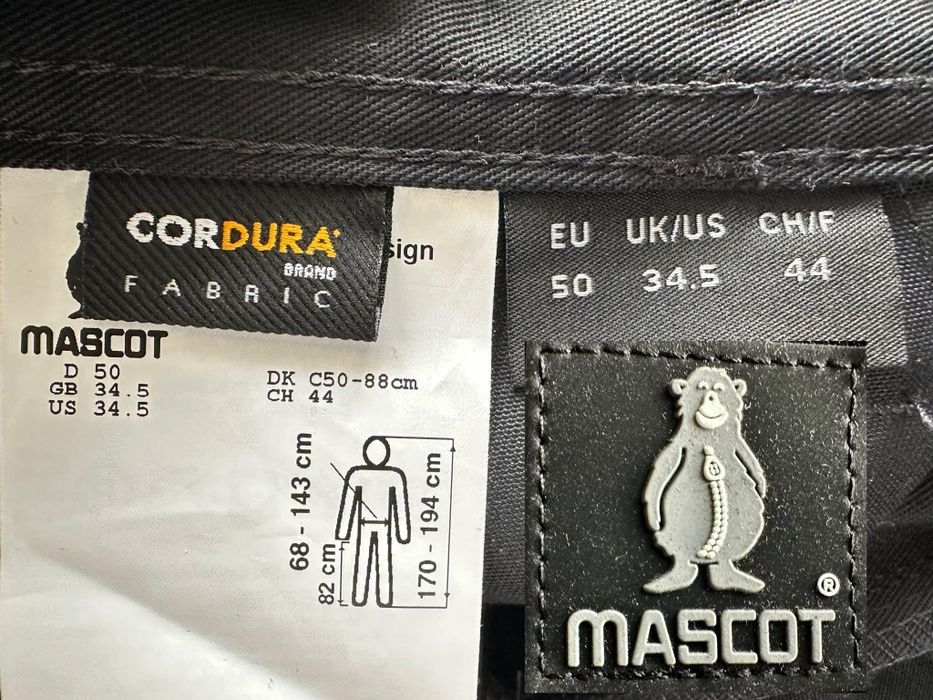 CORDURA
BRAND
FABRIC
sign
MASCOT
D 50
GB 34.5
US 34.5
DK C50-88cm
CH 44
68 - 143 cm
82 cm
170 - 194 cm
EU UK/US CH/F
50 34.5 44
®
MASCOT